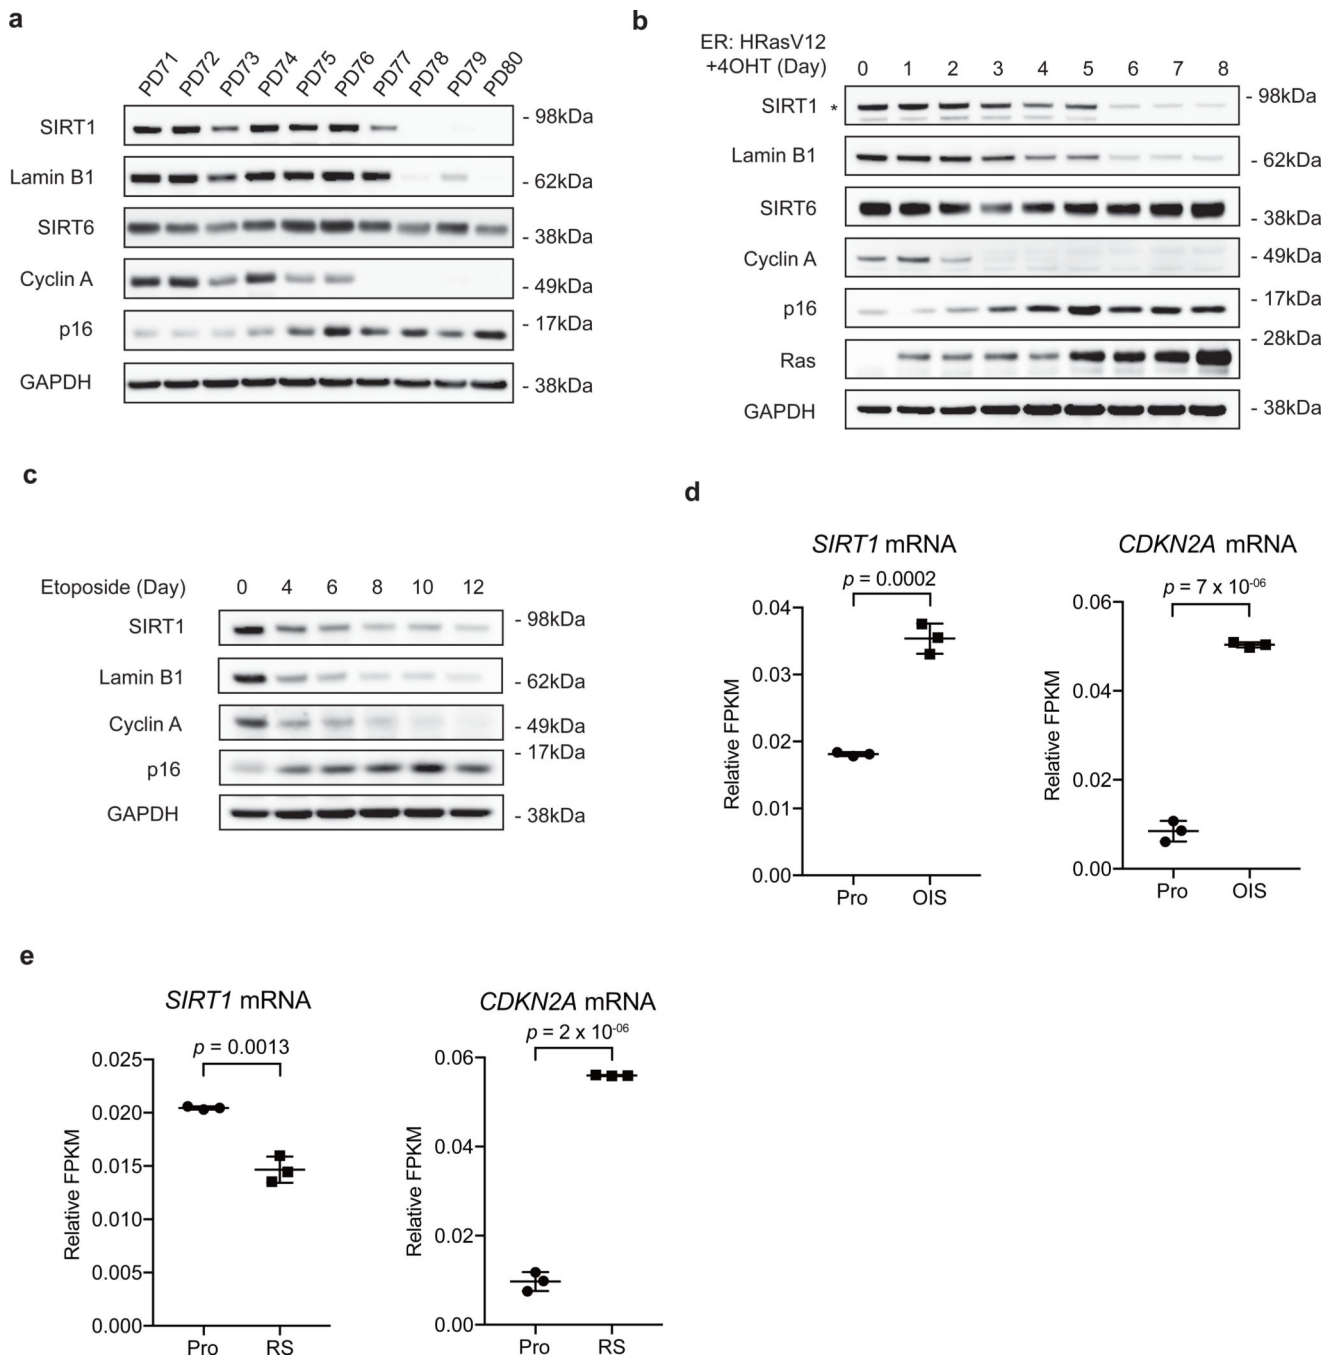 a
PD71 PD72 PD73 PD74 PD75 PD76 PD77 PD78 PD79 PD80
SIRT1 - 98kDa
Lamin B1 - 62kDa
SIRT6 - 38kDa
Cyclin A - 49kDa
p16 - 17kDa
GAPDH - 38kDa
b
ER: HRasV12
+4OHT (Day) 0 1 2 3 4 5 6 7 8
SIRT1 * - 98kDa
Lamin B1 - 62kDa
SIRT6 - 38kDa
Cyclin A - 49kDa
p16 - 17kDa
- 28kDa
Ras
GAPDH - 38kDa
c
Etoposide (Day) 0 4 6 8 10 12
SIRT1 - 98kDa
Lamin B1 - 62kDa
Cyclin A - 49kDa
p16 - 17kDa
GAPDH - 38kDa
d
SIRT1 mRNA
p = 0.0002
Relative FPKM
0.04
0.03
0.02
0.01
0.00
Pro OIS
CDKN2A mRNA
p = 7 x 10-06
Relative FPKM
0.06
0.04
0.02
0.00
Pro OIS
e
SIRT1 mRNA
p = 0.0013
Relative FPKM
0.025
0.020
0.015
0.010
0.005
0.000
Pro RS
CDKN2A mRNA
p = 2 x 10-06
Relative FPKM
0.06
0.04
0.02
0.00
Pro RS